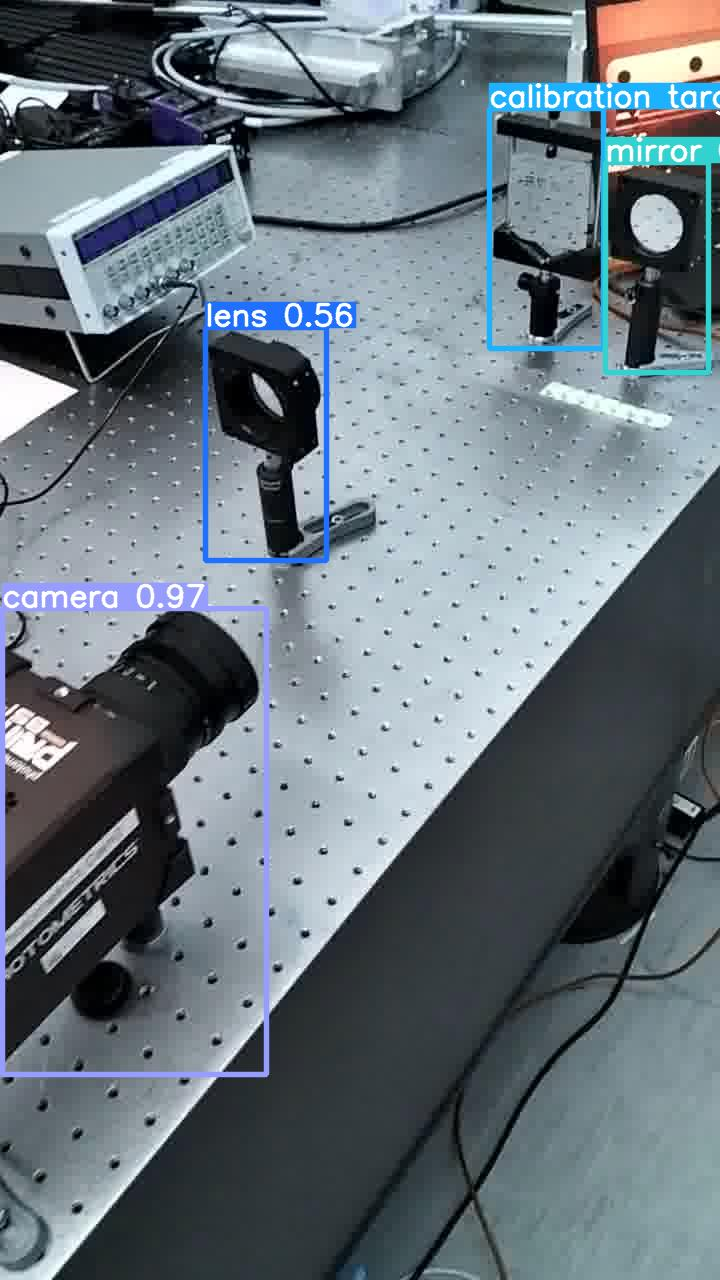 calibration targ
mirror
lens 0.56
camera 0.97
PRI
OTOMETRICS